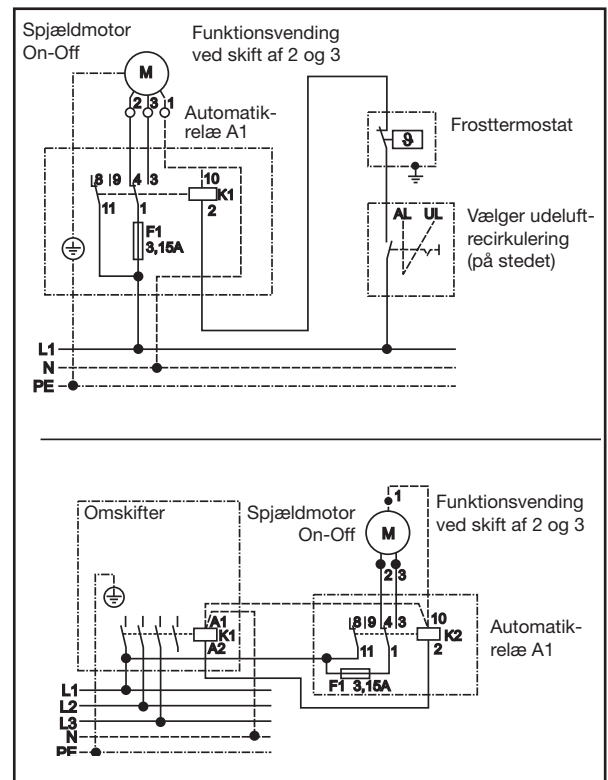 Spjældmotor
On-Off
Funktionsvending
ved skift af 2 og 3
M
2 3 1
Automatik-
relæ A1
Frosttermostat
ϑ
8 9 4 3 10
K1
11 1 2
F1
3,15A
AL UL
Vælger udeluft-
recirkulering
(på stedet)
L1
N
PE
Omskifter
Spjældmotor
On-Off
1
Funktionsvending
ved skift af 2 og 3
M
2 3
A1
K1
A2
8 9 4 3 10
K2
11 1 2
Automatik-
relæ A1
F1 3,15A
L1
L2
L3
N
PE